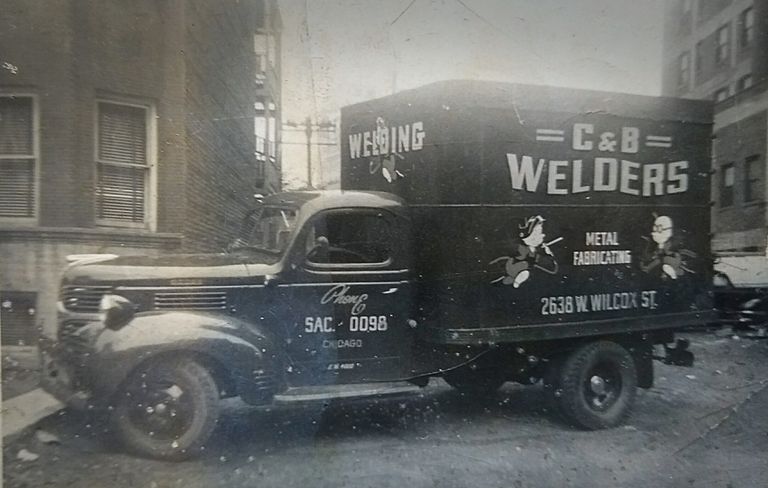 WELDING
= C & B =
WELDERS
METAL
FABRICATING
2638 W. WILCOX ST.
Phone
SAC. 0098
CHICAGO